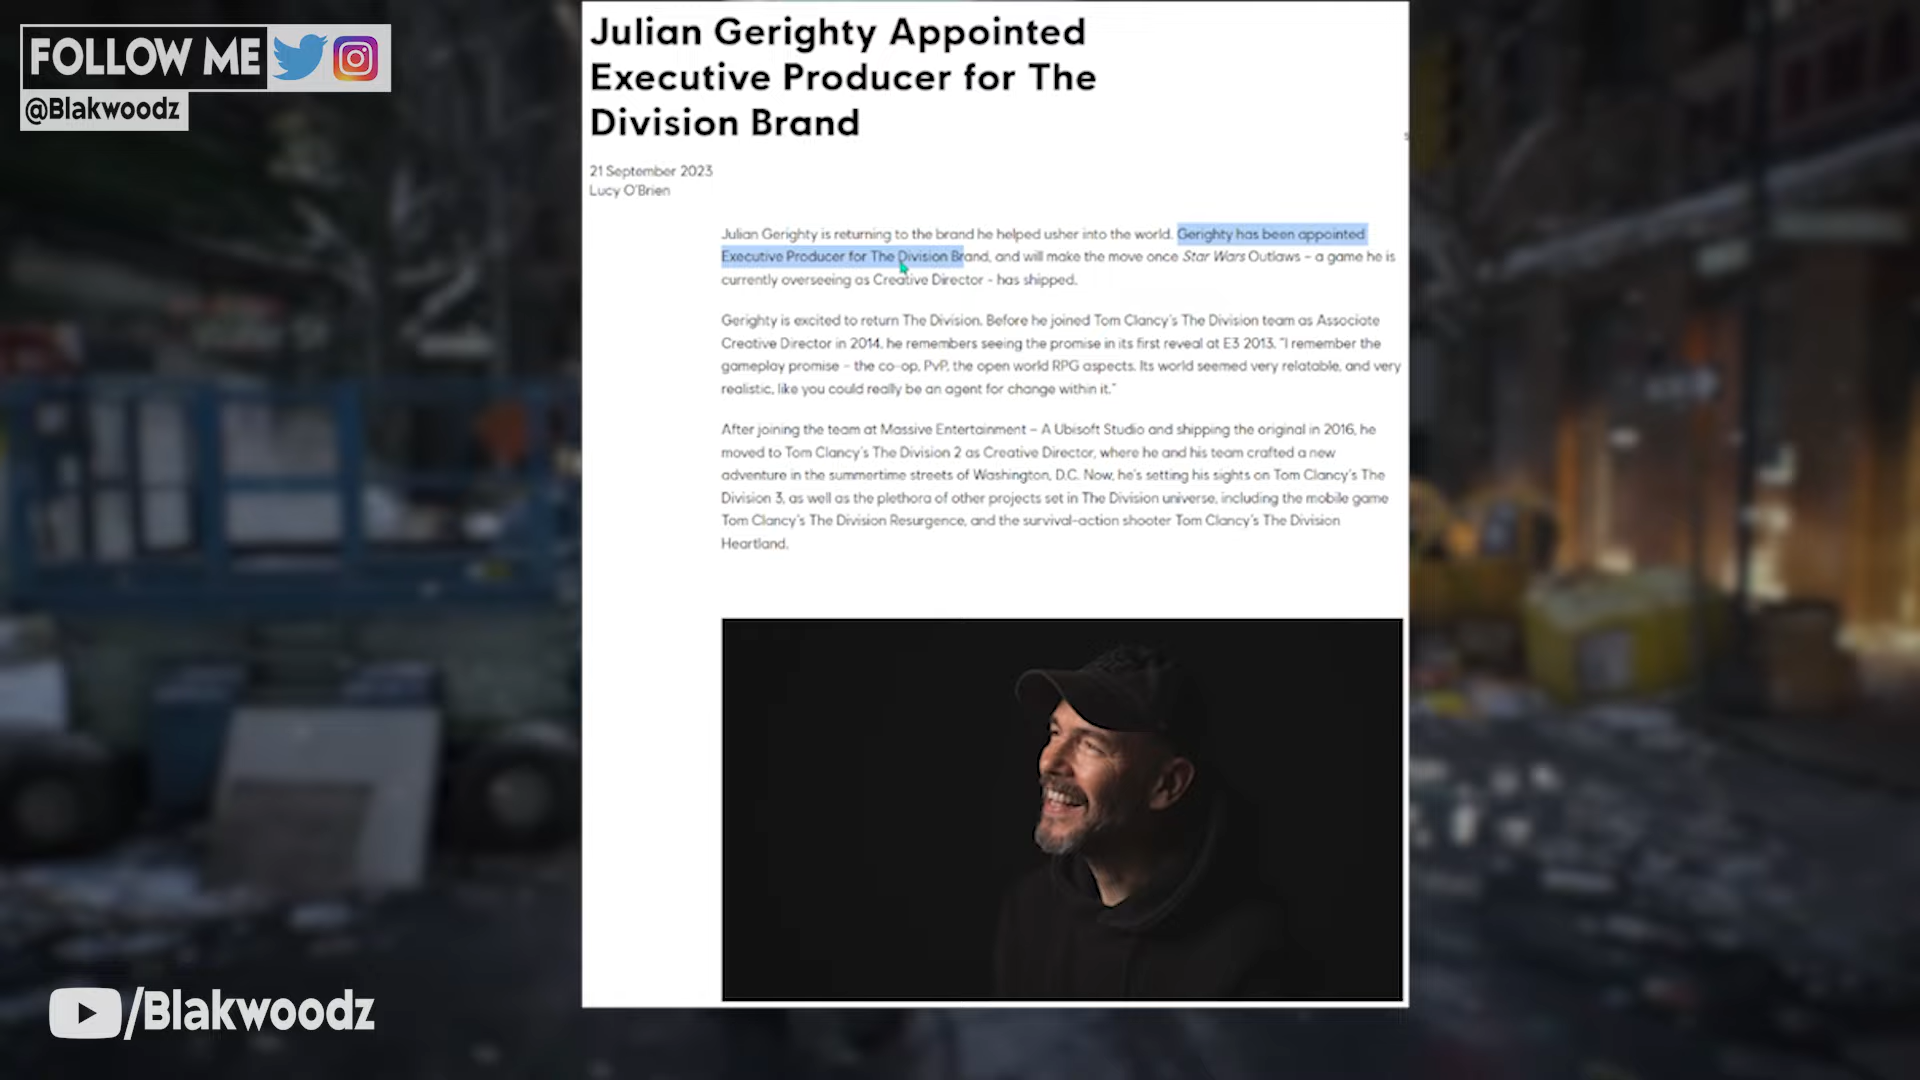 FOLLOW ME
@Blakwoodz
Julian Gerighty Appointed
Executive Producer for The
Division Brand
21 September 2023
Lucy O'Brien
Julian Gerighty is returning to the brand he helped usher into the world. Gerighty has been appointed
Executive Producer for The Division Brand, and will make the move once Star Wars Outlaws – a game he is
currently overseeing as Creative Director - has shipped.
Gerighty is excited to return The Division. Before he joined Tom Clancy's The Division team as Associate
Creative Director in 2014, he remembers seeing the promise in its first reveal at E3 2013. "I remember the
gameplay promise – the co-op, PvP, the open world RPG aspects. Its world seemed very relatable, and very
realistic, like you could really be an agent for change within it."
After joining the team at Massive Entertainment – A Ubisoft Studio and shipping the original in 2016, he
moved to Tom Clancy's The Division 2 as Creative Director, where he and his team crafted a new
adventure in the summertime streets of Washington, D.C. Now, he's setting his sights on Tom Clancy's The
Division 3, as well as the plethora of other projects set in The Division universe, including the mobile game
Tom Clancy's The Division Resurgence, and the survival-action shooter Tom Clancy's The Division
Heartland.
/Blakwoodz